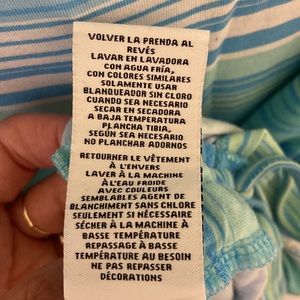 VOLVER LA PRENDA AL
REVÉS
LAVAR EN LAVADORA
CON AGUA FRÍA,
CON COLORES SIMILARES
SOLAMENTE USAR
BLANQUEADOR SIN CLORO
CUANDO SEA NECESARIO
SECAR EN SECADORA
A BAJA TEMPERATURA
PLANCHA TIBIA,
SEGÚN SEA NECESARIO
NO PLANCHAR ADORNOS
RETOURNER LE VÊTEMENT
À L'ENVERS
LAVER À LA MACHINE
À L'EAU FROIDE
AVEC COULEURS
SEMBLABLES AGENT DE
BLANCHIMENT SANS CHLORE
SEULEMENT SI NÉCESSAIRE
SÉCHER À LA MACHINE À
BASSE TEMPÉRATURE
REPASSAGE À BASSE
TEMPÉRATURE AU BESOIN
NE PAS REPASSER
DÉCORATIONS